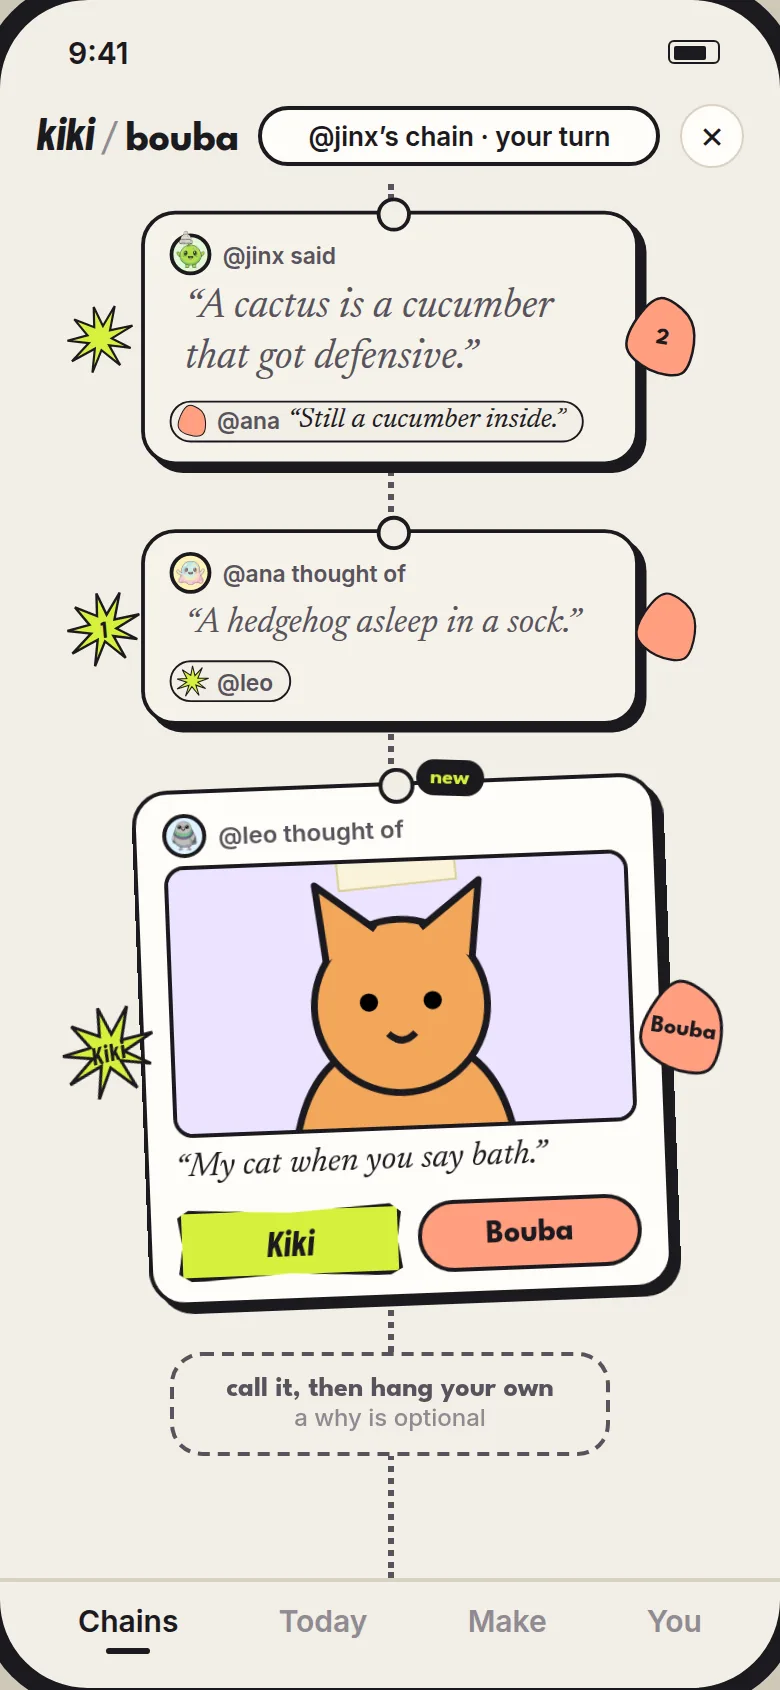 9:41
kiki / bouba
@jinx’s chain · your turn
✕
@jinx said
“A cactus is a cucumber
that got defensive.”
2
@ana “Still a cucumber inside.”
@ana thought of
“A hedgehog asleep in a sock.”
1
@leo
new
@leo thought of
Kiki
Bouba
“My cat when you say bath.”
Kiki
Bouba
call it, then hang your own
a why is optional
Chains
Today
Make
You